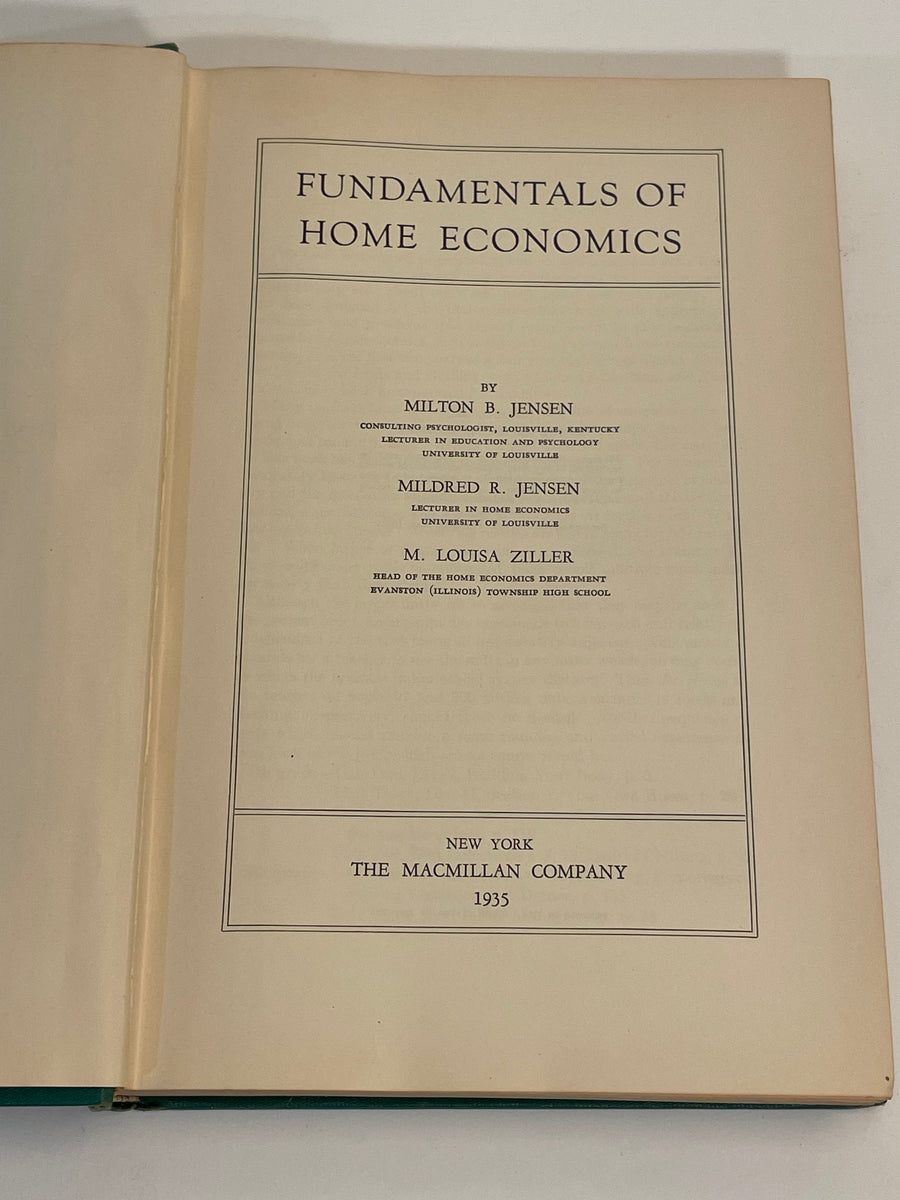 FUNDAMENTALS OF
HOME ECONOMICS
BY
MILTON B. JENSEN
CONSULTING PSYCHOLOGIST, LOUISVILLE, KENTUCKY
LECTURER IN EDUCATION AND PSYCHOLOGY
UNIVERSITY OF LOUISVILLE
MILDRED R. JENSEN
LECTURER IN HOME ECONOMICS
UNIVERSITY OF LOUISVILLE
M. LOUISA ZILLER
HEAD OF THE HOME ECONOMICS DEPARTMENT
EVANSTON (ILLINOIS) TOWNSHIP HIGH SCHOOL
NEW YORK
THE MACMILLAN COMPANY
1935